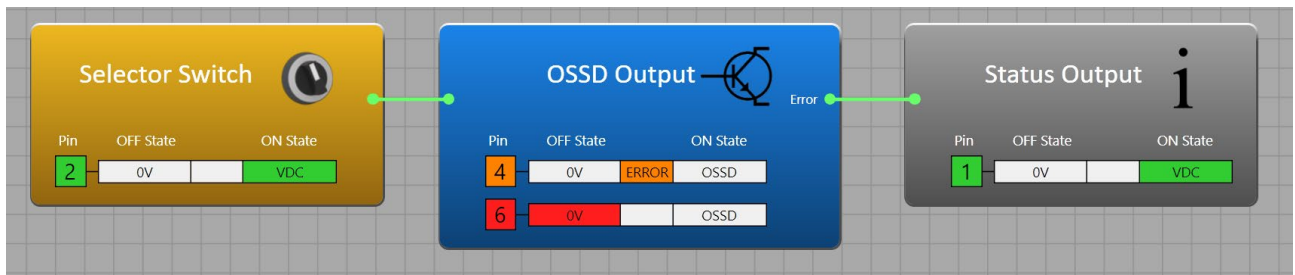 Selector Switch
Pin OFF State ON State
2 0V VDC
OSSD Output
Error
Pin OFF State ON State
4 0V ERROR OSSD
6 0V OSSD
Status Output i
Pin OFF State ON State
1 0V VDC